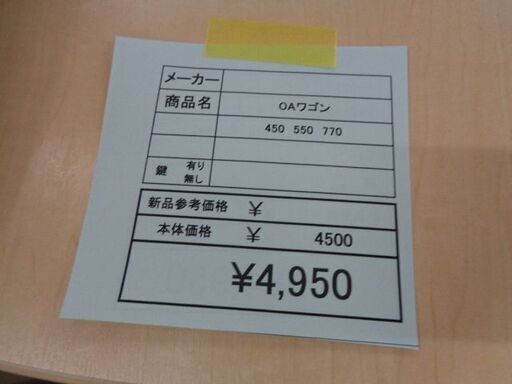 メーカー
商品名 OAワゴン
450 550 770
鍵 有り 無し
新品参考価格 ¥
本体価格 ¥ 4500
¥4,950